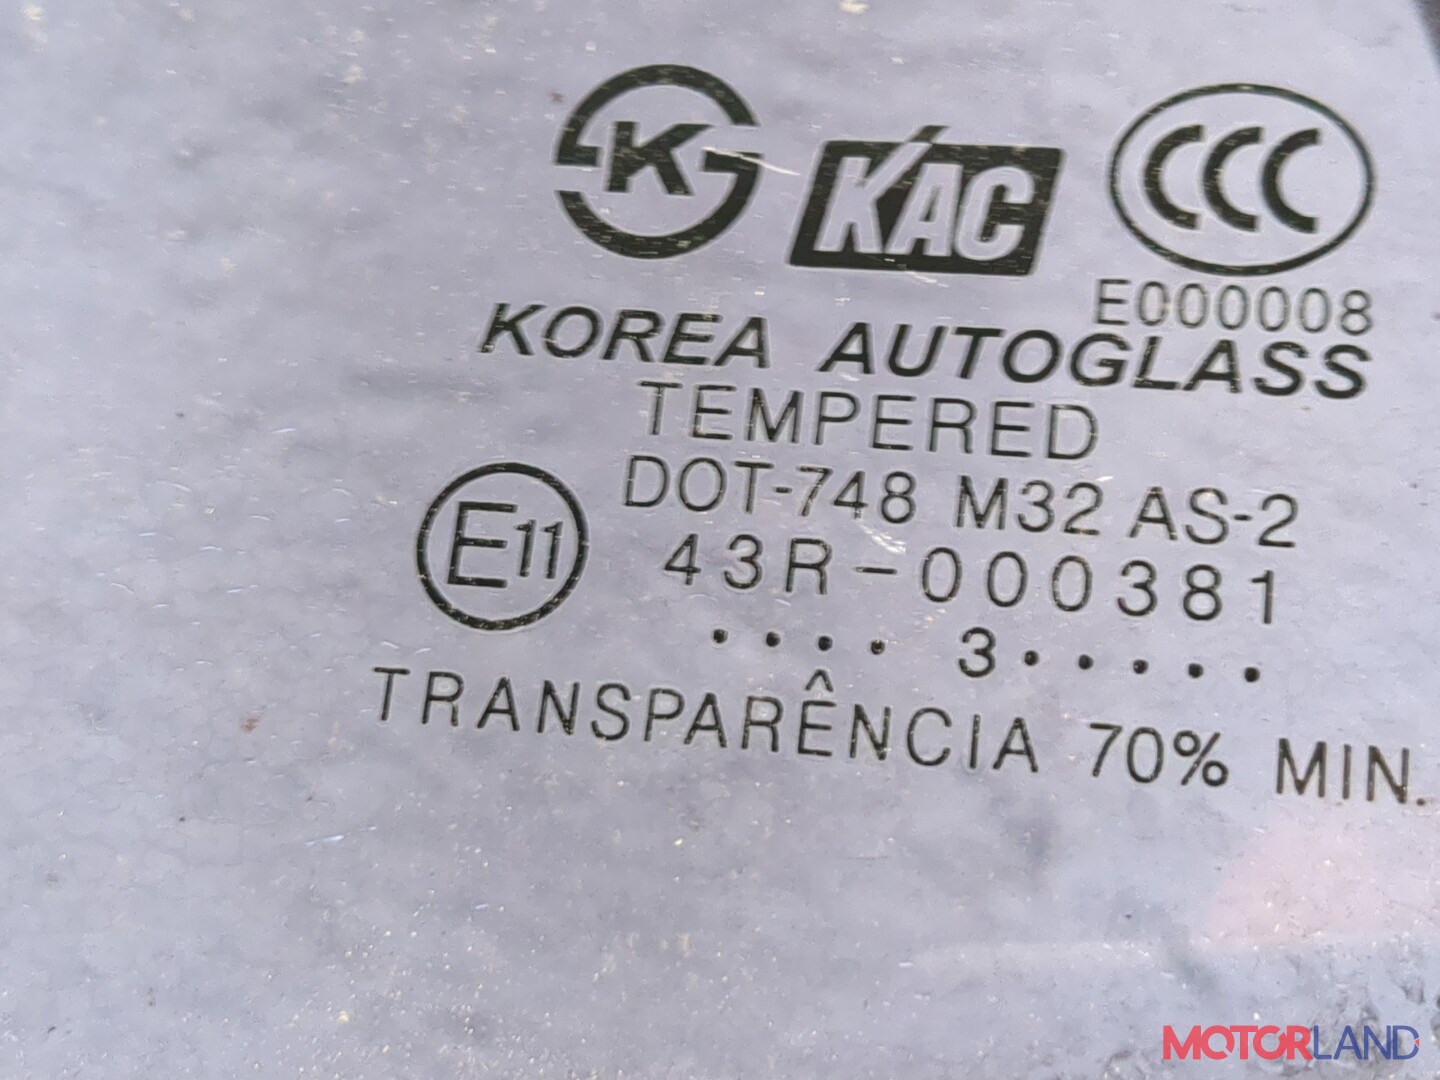 K
KAC
CCC
E000008
KOREA AUTOGLASS
TEMPERED
DOT-748 M32 AS-2
E11
43R-000381
.... 3.....
TRANSPARÊNCIA 70% MIN.
MOTORLAND